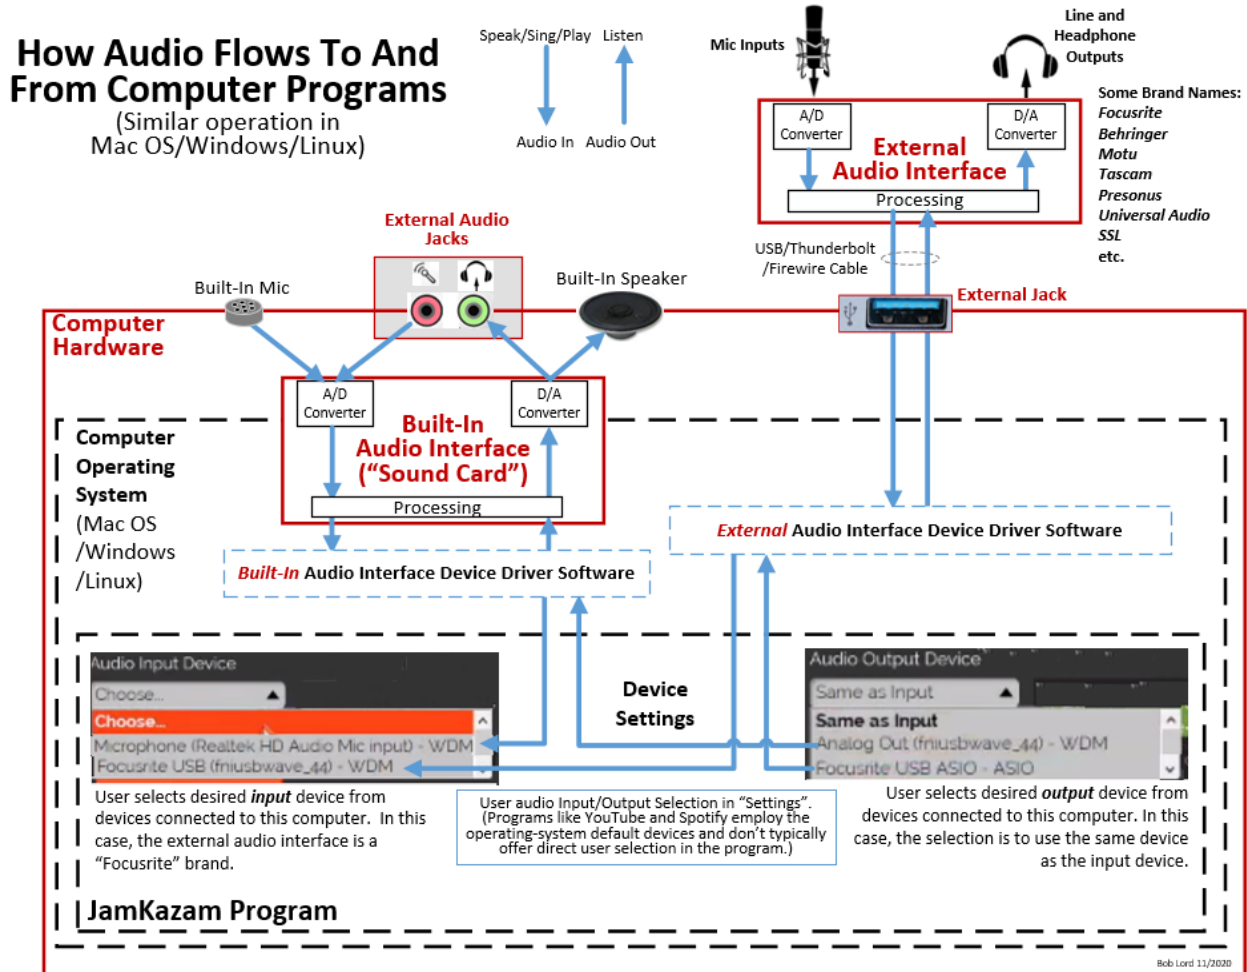 How Audio Flows To And
From Computer Programs
(Similar operation in
Mac OS/Windows/Linux)
Speak/Sing/Play
Listen
Audio In
Audio Out
Mic Inputs
Line and
Headphone
Outputs
A/D
Converter
D/A
Converter
External
Audio Interface
Processing
Some Brand Names:
Focusrite
Behringer
Motu
Tascam
Presonus
Universal Audio
SSL
etc.
USB/Thunderbolt
/Firewire Cable
External Jack
External Audio
Jacks
Built-In Mic
Built-In Speaker
Computer
Hardware
A/D
Converter
D/A
Converter
Built-In
Audio Interface
(“Sound Card”)
Processing
Computer
Operating
System
(Mac OS
/Windows
/Linux)
Built-In Audio Interface Device Driver Software
External Audio Interface Device Driver Software
Audio Input Device
Choose...
Choose...
Microphone (Realtek HD Audio Mic input) - WDM
Focusrite USB (fniusbwave_44) - WDM
Device
Settings
Audio Output Device
Same as Input
Same as Input
Analog Out (fniusbwave_44) - WDM
Focusrite USB ASIO - ASIO
User selects desired input device from
devices connected to this computer. In this
case, the external audio interface is a
“Focusrite” brand.
User audio Input/Output Selection in “Settings”.
(Programs like YouTube and Spotify employ the
operating-system default devices and don’t typically
offer direct user selection in the program.)
User selects desired output device from
devices connected to this computer. In this
case, the selection is to use the same device
as the input device.
JamKazam Program
Bob Lord 11/2020